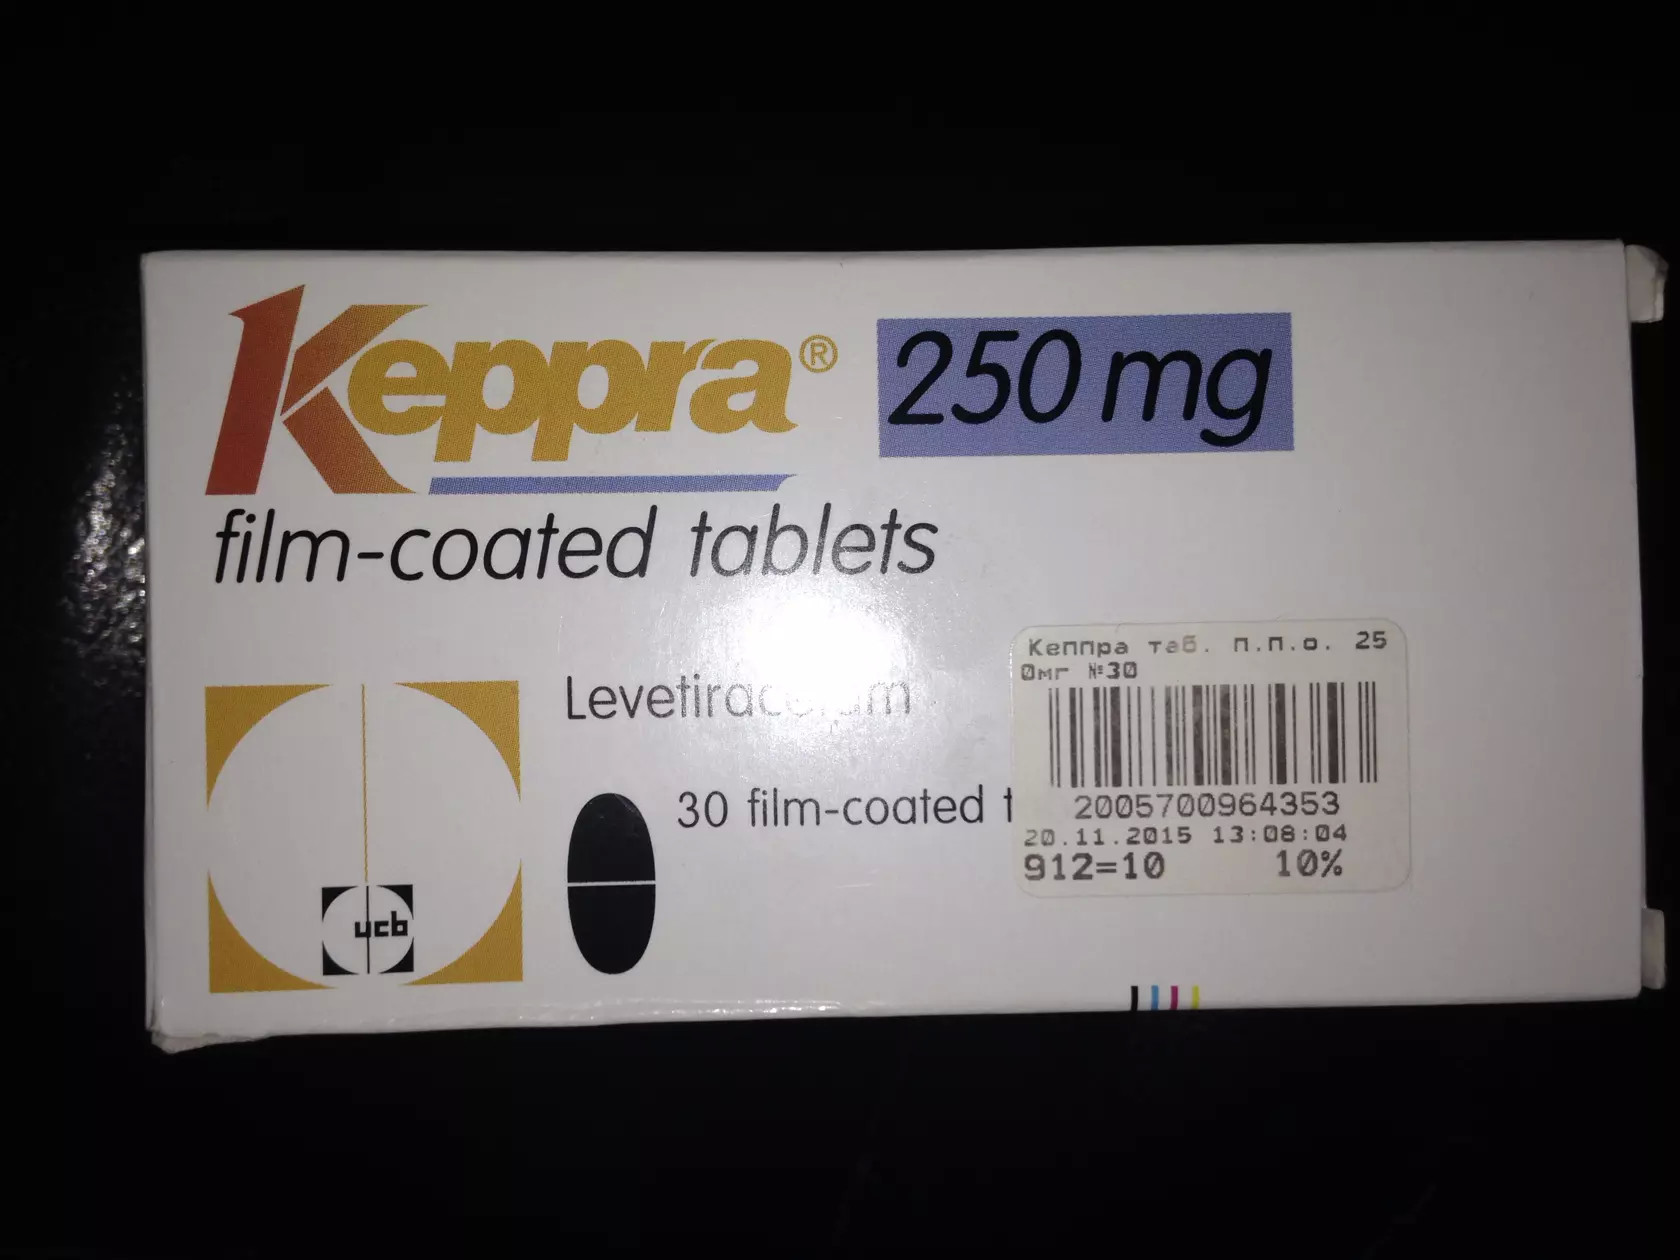 Keppra® 250 mg
film-coated tablets
Levetiracetam
30 film-coated t
ucb
Кеппра таб. п.п.о. 25
0мг №30
2005700964353
20.11.2015 13:08:04
912=10 10%